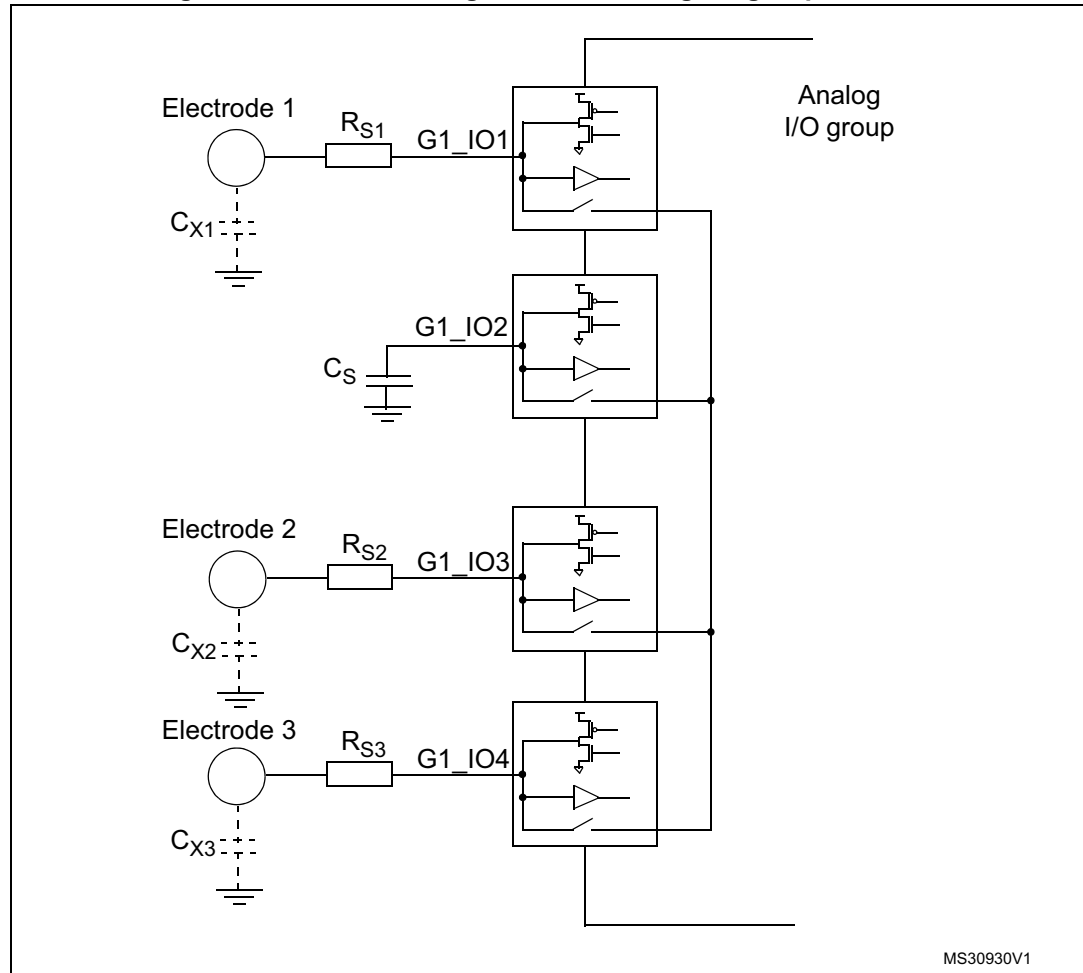 Analog
I/O group
Electrode 1
RS1
G1_IO1
CX1
G1_IO2
CS
Electrode 2
RS2
G1_IO3
CX2
Electrode 3
RS3
G1_IO4
CX3
MS30930V1